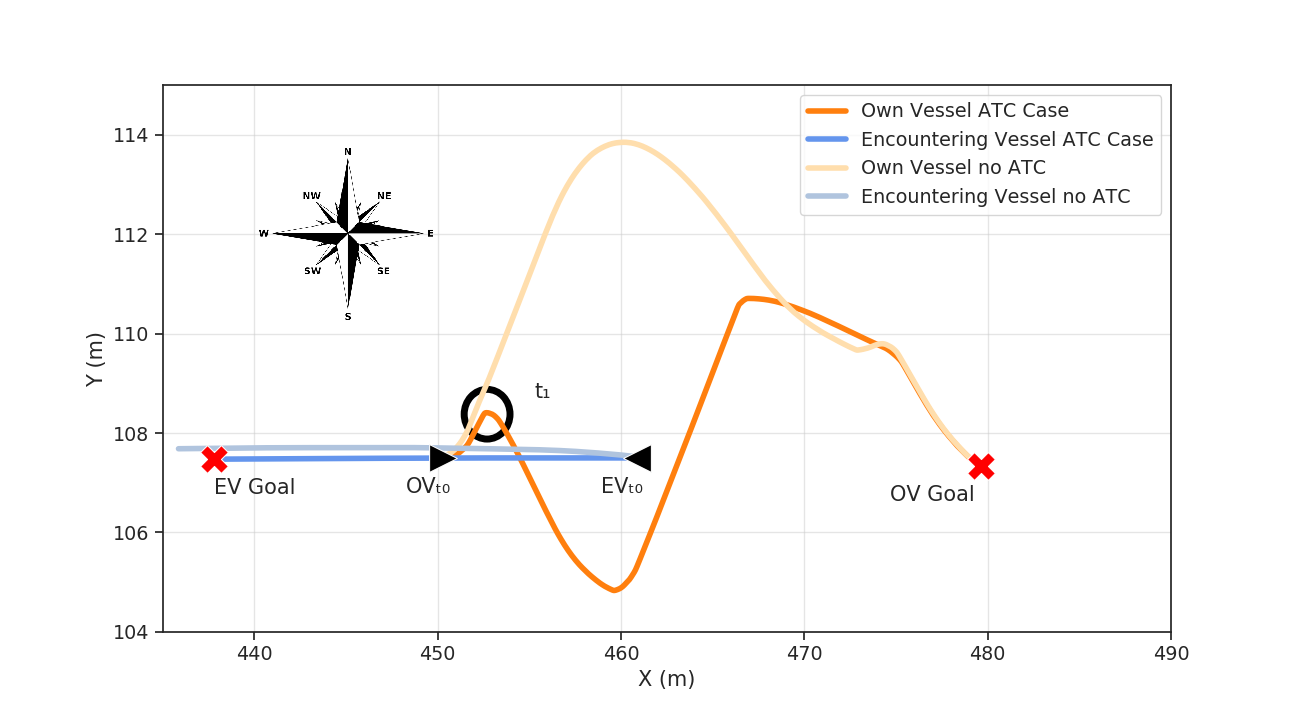 Own Vessel ATC Case
Encountering Vessel ATC Case
Own Vessel no ATC
Encountering Vessel no ATC
N
NW NE
W E
SW SE
S
114
112
110
108
106
104
Y (m)
t₁
EV Goal
OVₜ₀
EVₜ₀
OV Goal
440 450 460 470 480 490
X (m)